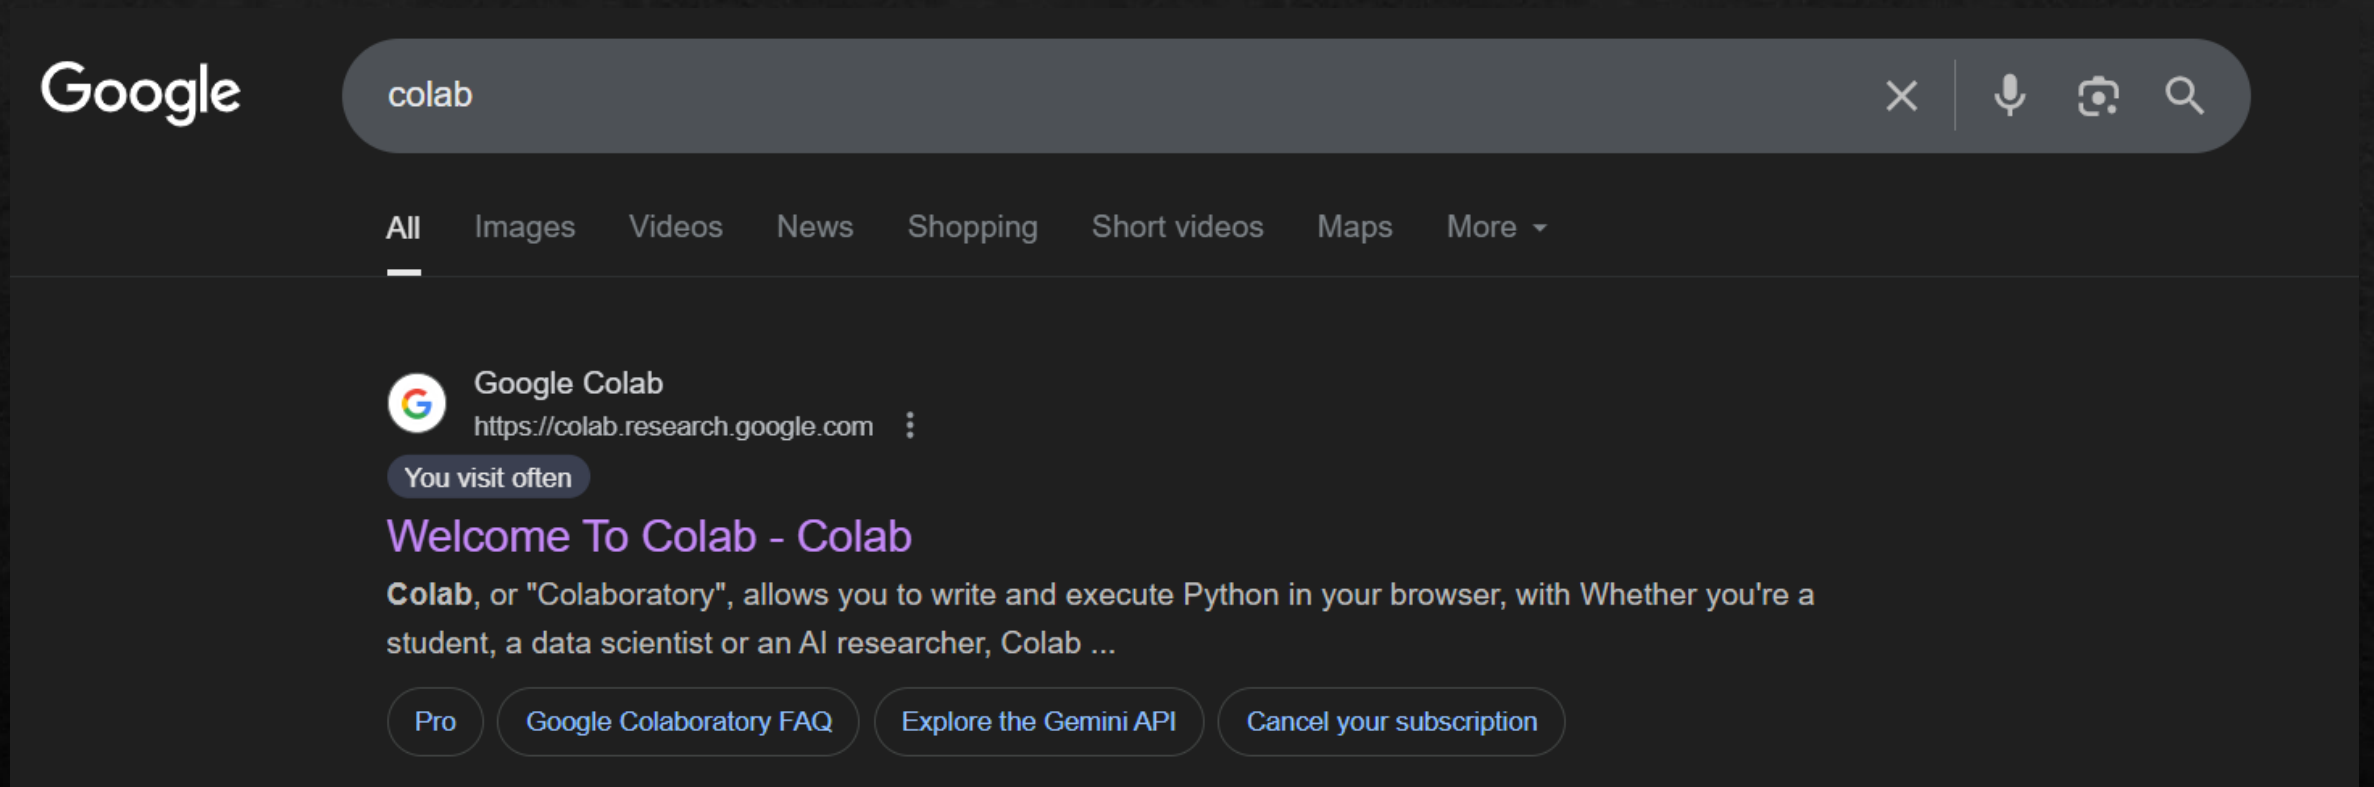 Google
colab
All Images Videos News Shopping Short videos Maps More
Google Colab
https://colab.research.google.com
You visit often
Welcome To Colab - Colab
Colab, or "Colaboratory", allows you to write and execute Python in your browser, with Whether you're a
student, a data scientist or an AI researcher, Colab ...
Pro Google Colaboratory FAQ Explore the Gemini API Cancel your subscription